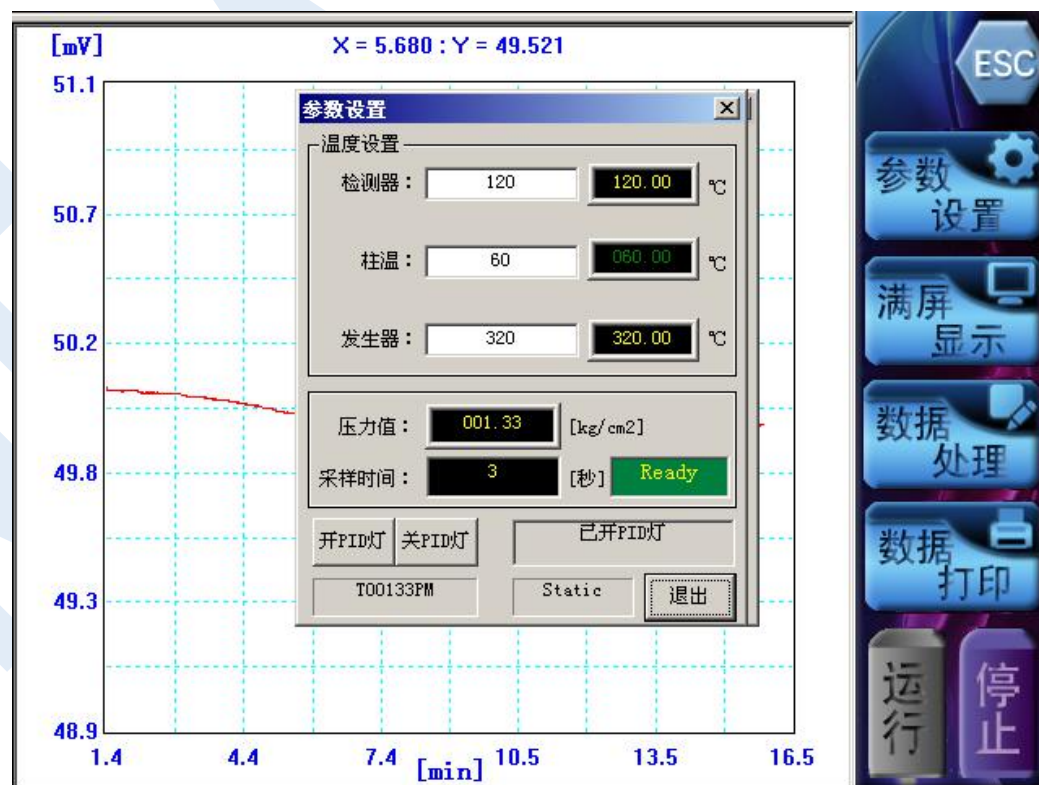 [mV]
X = 5.680 : Y = 49.521
51.1
50.7
50.2
49.8
49.3
48.9
1.4 4.4 7.4 10.5 13.5 16.5
[min]
参数设置
温度设置
检测器： 120 120.00 ℃
柱温： 60 060.00 ℃
发生器： 320 320.00 ℃
压力值： 001.33 [kg/cm2]
采样时间： 3 [秒] Ready
开PID灯 关PID灯 已开PID灯
T00133PM Static 退出
ESC
参数
设置
满屏
显示
数据
处理
数据
打印
运行
停止